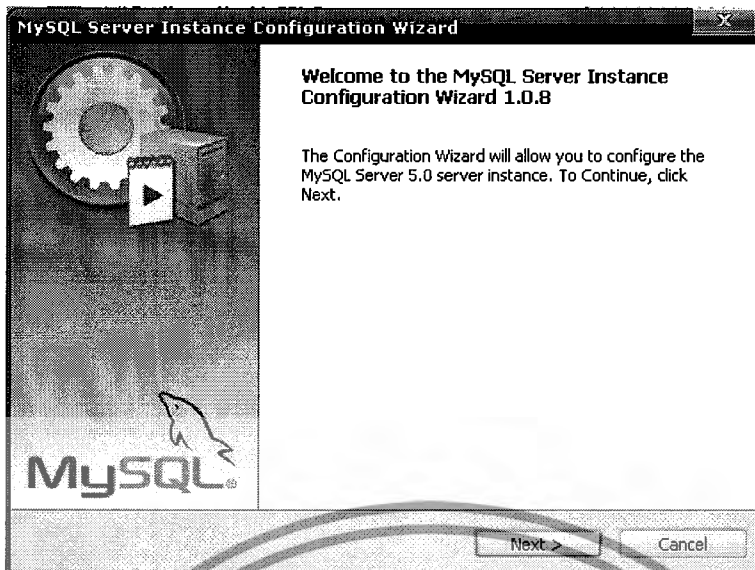 MySQL Server Instance Configuration Wizard
X
Welcome to the MySQL Server Instance
Configuration Wizard 1.0.8
The Configuration Wizard will allow you to configure the
MySQL Server 5.0 server instance. To Continue, click
Next.
MySQL®
Next >
Cancel